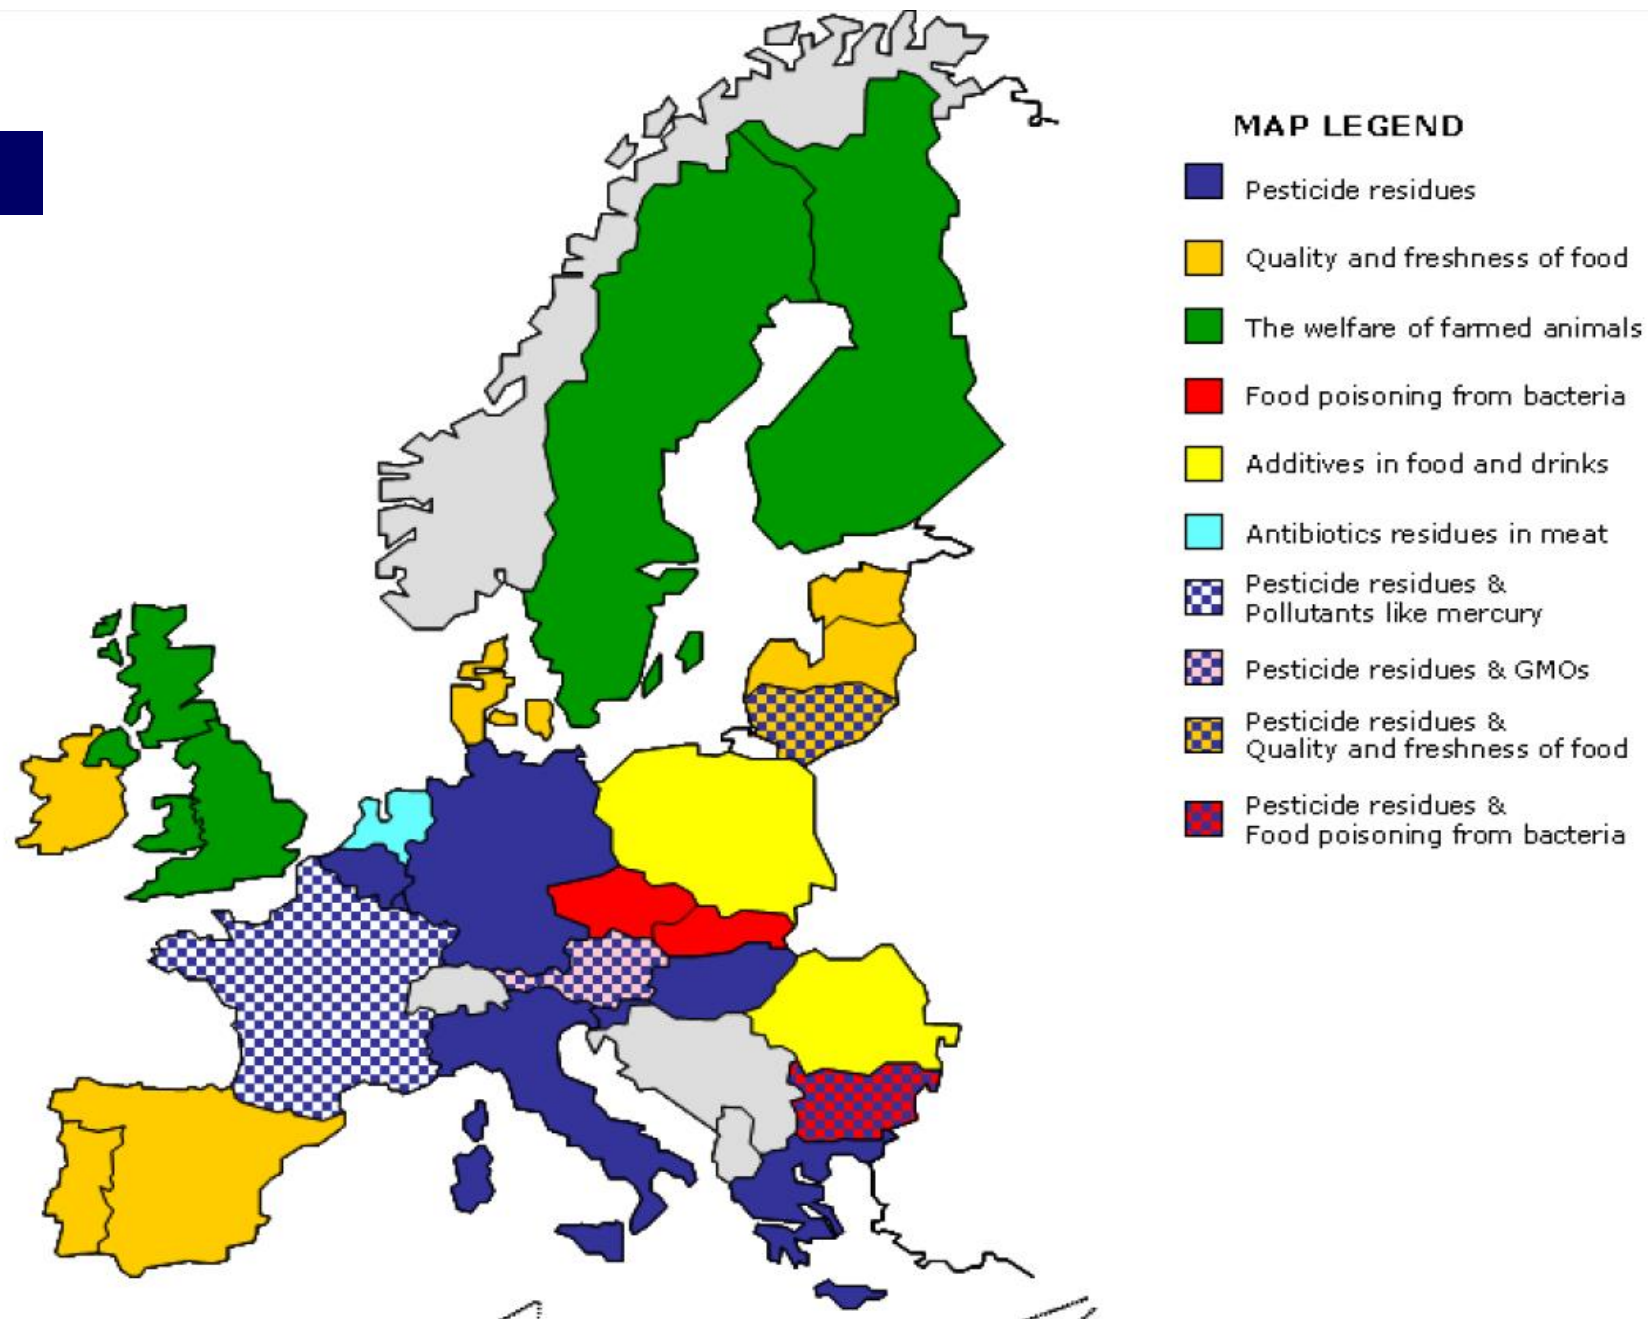 MAP LEGEND
Pesticide residues
Quality and freshness of food
The welfare of farmed animals
Food poisoning from bacteria
Additives in food and drinks
Antibiotics residues in meat
Pesticide residues &
Pollutants like mercury
Pesticide residues & GMOs
Pesticide residues &
Quality and freshness of food
Pesticide residues &
Food poisoning from bacteria